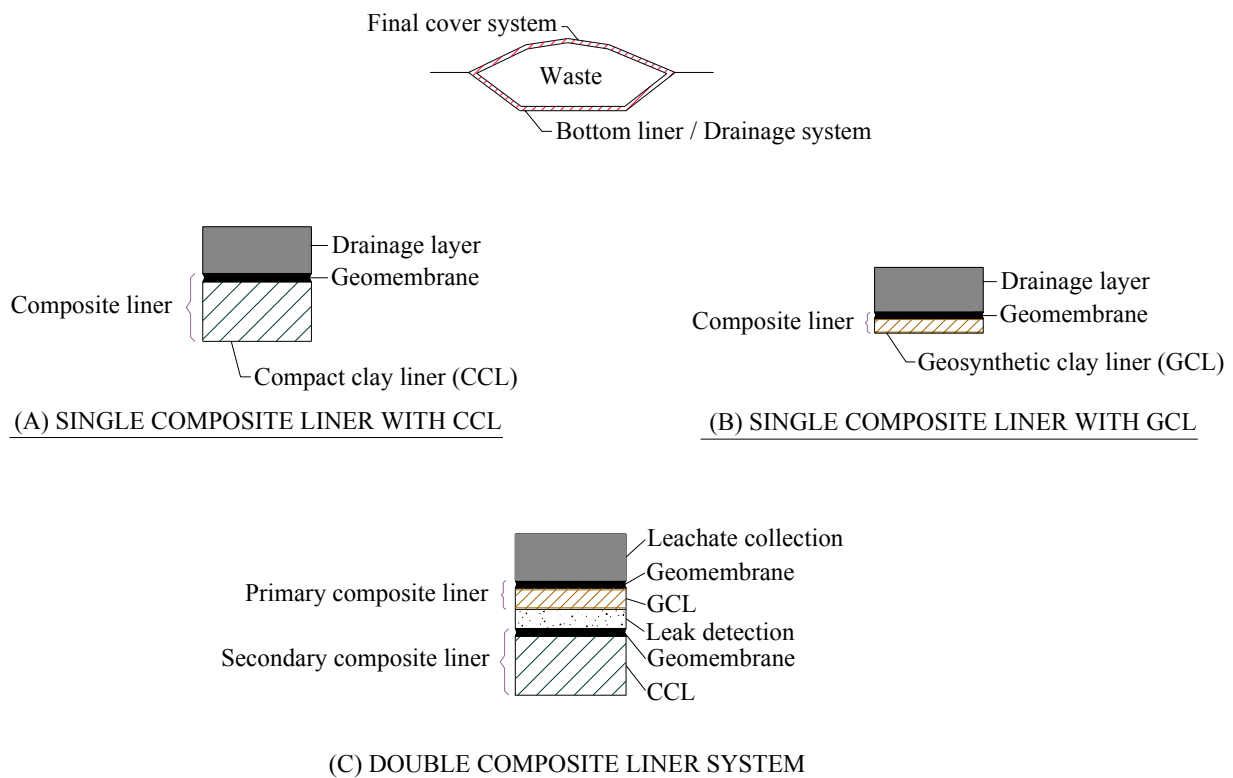 Final cover system
Waste
Bottom liner / Drainage system
Drainage layer
Geomembrane
Composite liner
Compact clay liner (CCL)
(A) SINGLE COMPOSITE LINER WITH CCL
Drainage layer
Geomembrane
Composite liner
Geosynthetic clay liner (GCL)
(B) SINGLE COMPOSITE LINER WITH GCL
Leachate collection
Geomembrane
Primary composite liner
GCL
Leak detection
Secondary composite liner
Geomembrane
CCL
(C) DOUBLE COMPOSITE LINER SYSTEM